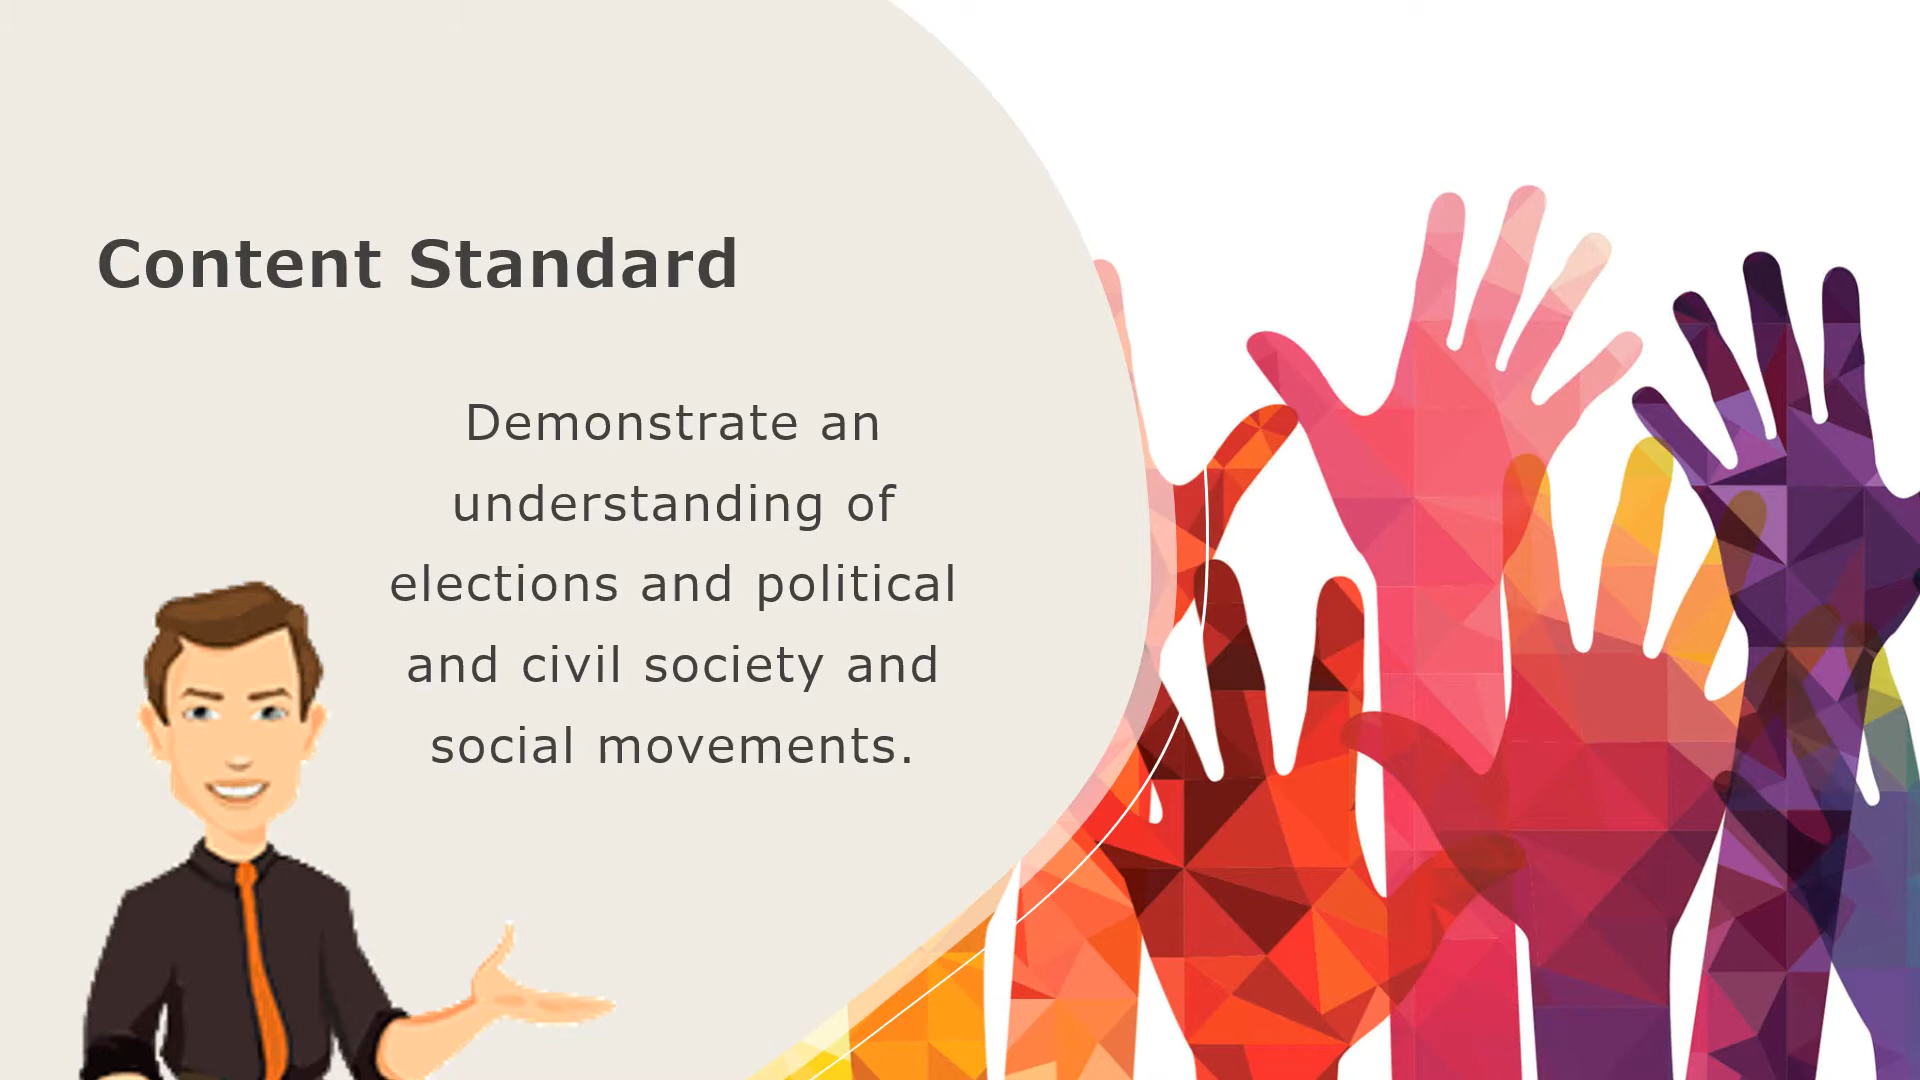 Content Standard
Demonstrate an
understanding of
elections and political
and civil society and
social movements.